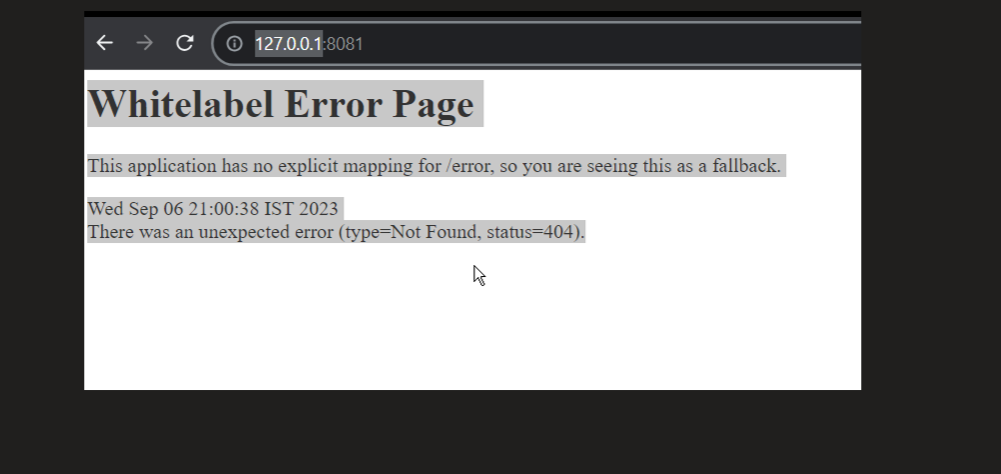 127.0.0.1:8081
Whitelabel Error Page
This application has no explicit mapping for /error, so you are seeing this as a fallback.
Wed Sep 06 21:00:38 IST 2023
There was an unexpected error (type=Not Found, status=404).